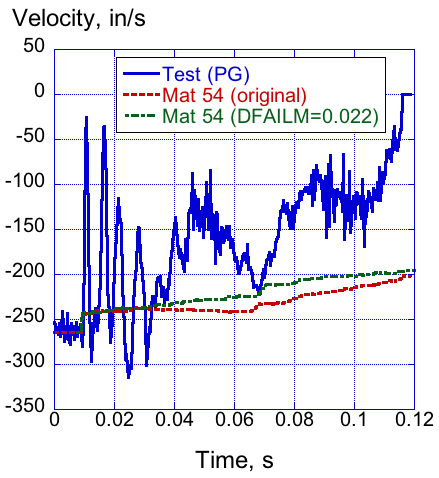 Velocity, in/s
50
0
-50
-100
-150
-200
-250
-300
-350
Test (PG)
Mat 54 (original)
Mat 54 (DFAILM=0.022)
0 0.02 0.04 0.06 0.08 0.1 0.12
Time, s